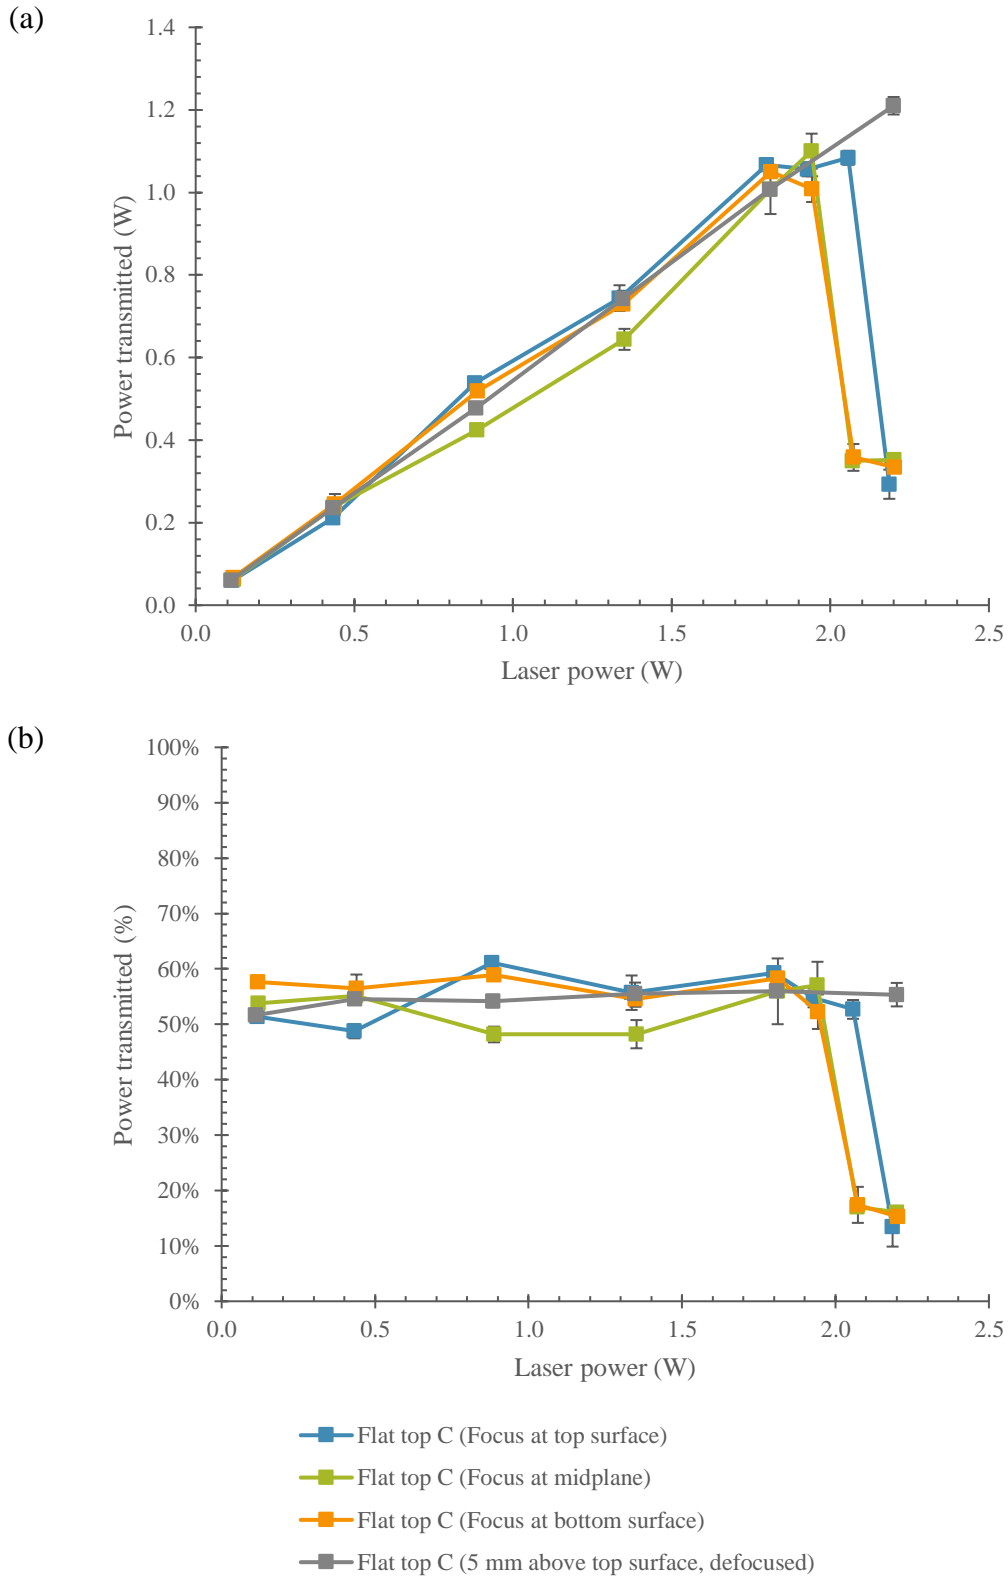 (a)
1.4
1.2
1.0
0.8
0.6
0.4
0.2
0.0
Power transmitted (W)
0.0 0.5 1.0 1.5 2.0 2.5
Laser power (W)
(b)
100%
90%
80%
70%
60%
50%
40%
30%
20%
10%
0%
Power transmitted (%)
0.0 0.5 1.0 1.5 2.0 2.5
Laser power (W)
Flat top C (Focus at top surface)
Flat top C (Focus at midplane)
Flat top C (Focus at bottom surface)
Flat top C (5 mm above top surface, defocused)